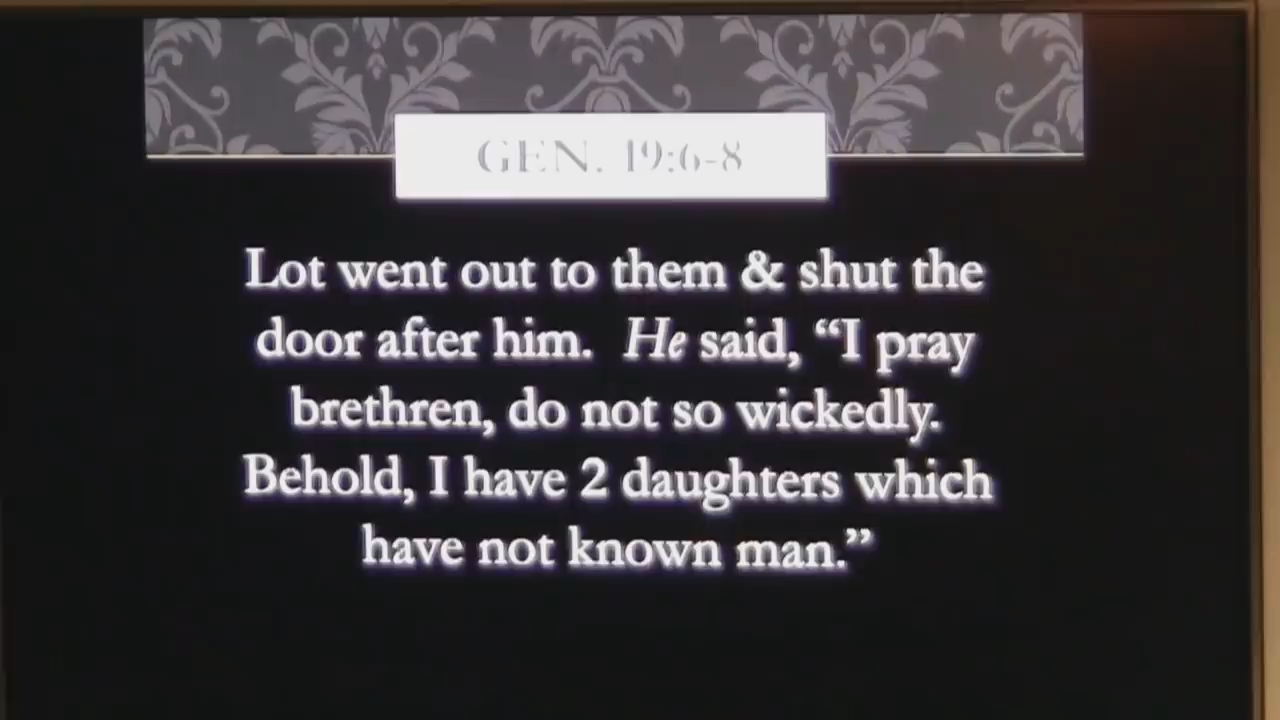 GEN. 19:6-8
Lot went out to them & shut the
door after him. He said, “I pray
brethren, do not so wickedly.
Behold, I have 2 daughters which
have not known man.”